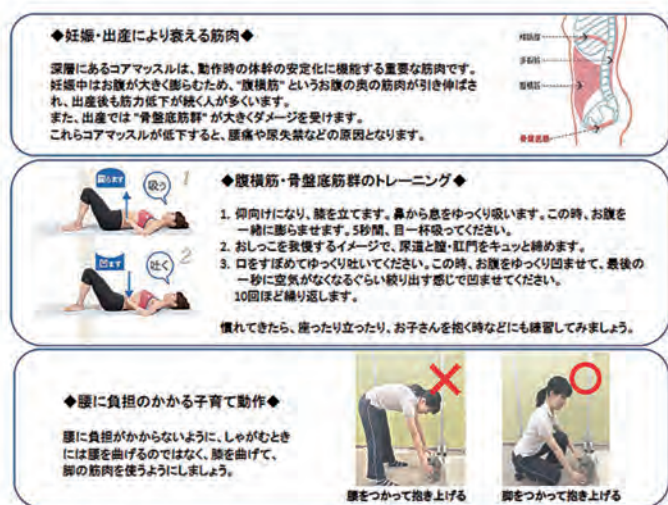 ◆妊娠・出産により衰える筋肉◆
深層にあるコアマッスルは、動作時の体幹の安定化に機能する重要な筋肉です。
妊娠中はお腹が大きく膨らむため、"腹横筋" というお腹の奥の筋肉が引き伸ばさ
れ、出産後も筋力低下が続く人が多くいます。
また、出産では "骨盤底筋群" が大きくダメージを受けます。
これらコアマッスルが低下すると、腰痛や尿失禁などの原因となります。
横隔膜
多裂筋
腹横筋
骨盤底筋
膨らます
吸う
1
凹ます
吐く
2
◆腹横筋・骨盤底筋群のトレーニング◆
1. 仰向けになり、膝を立てます。鼻から息をゆっくり吸います。この時、お腹を
一緒に膨らませます。5秒間、目一杯吸ってください。
2. おしっこを我慢するイメージで、尿道と膣・肛門をキュッと締めます。
3. 口をすぼめてゆっくり吐いてください。この時、お腹をゆっくり凹ませて、最後の
一秒に空気がなくなるぐらい絞り出す感じで凹ませてください。
10回ほど繰り返します。
慣れてきたら、座ったり立ったり、お子さんを抱く時などにも練習してみましょう。
◆腰に負担のかかる子育て動作◆
腰に負担がかからないように、しゃがむとき
には腰を曲げるのではなく、膝を曲げて、
脚の筋肉を使うようにしましょう。
腰をつかって抱き上げる
脚をつかって抱き上げる